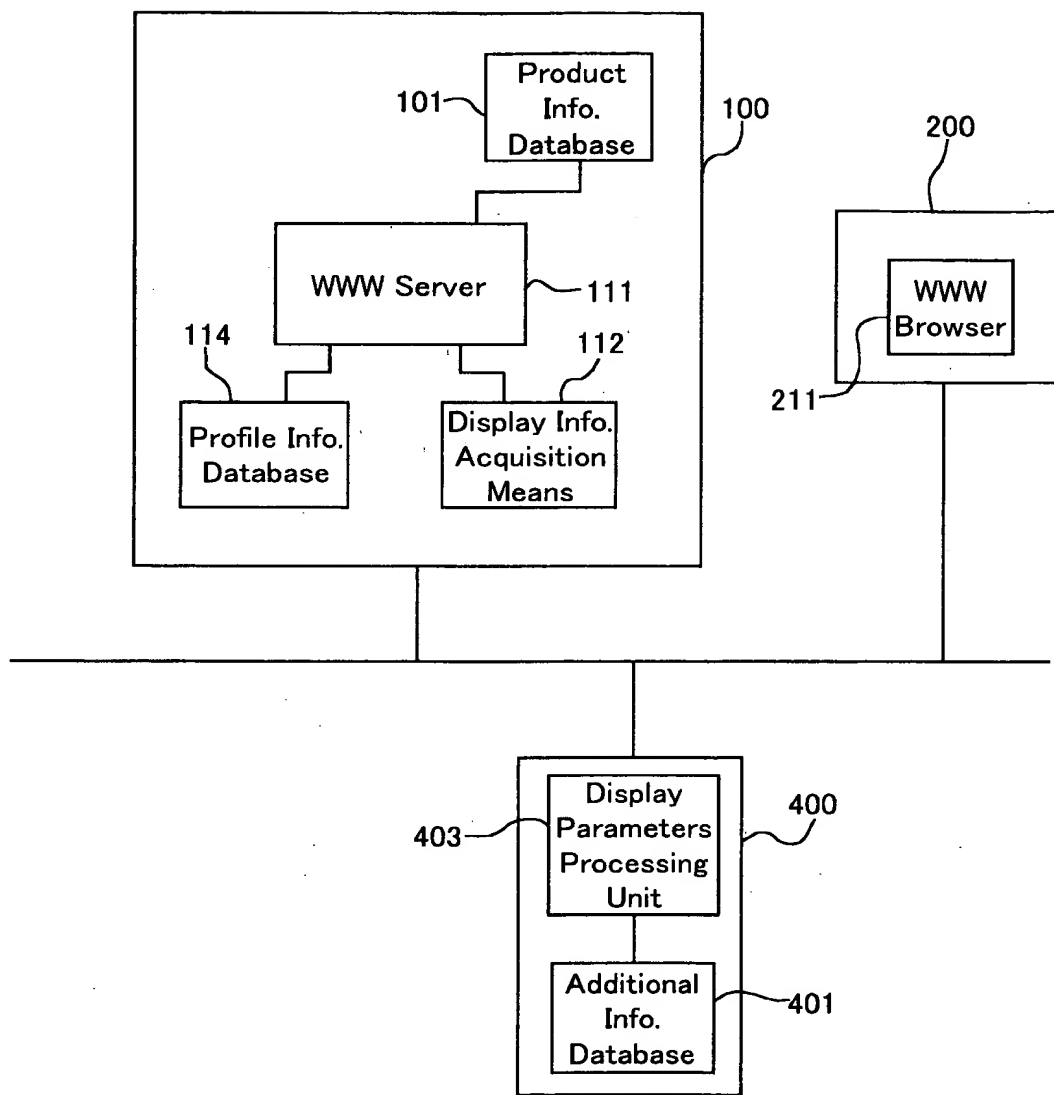 Product
Info.
Database
101
100
WWW Server
111
114
112
Profile Info.
Database
Display Info.
Acquisition
Means
200
WWW
Browser
211
Display
Parameters
Processing
Unit
403
400
Additional
Info.
Database
401